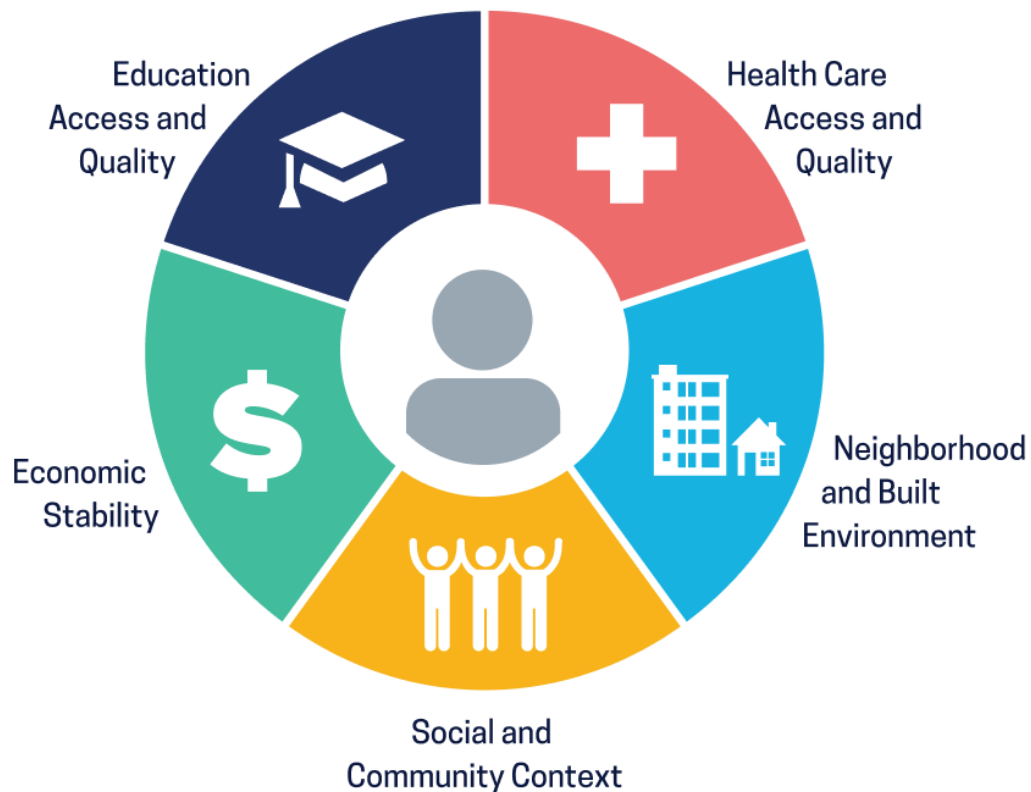 Education
Access and
Quality
Health Care
Access and
Quality
Economic
Stability
Neighborhood
and Built
Environment
Social and
Community Context